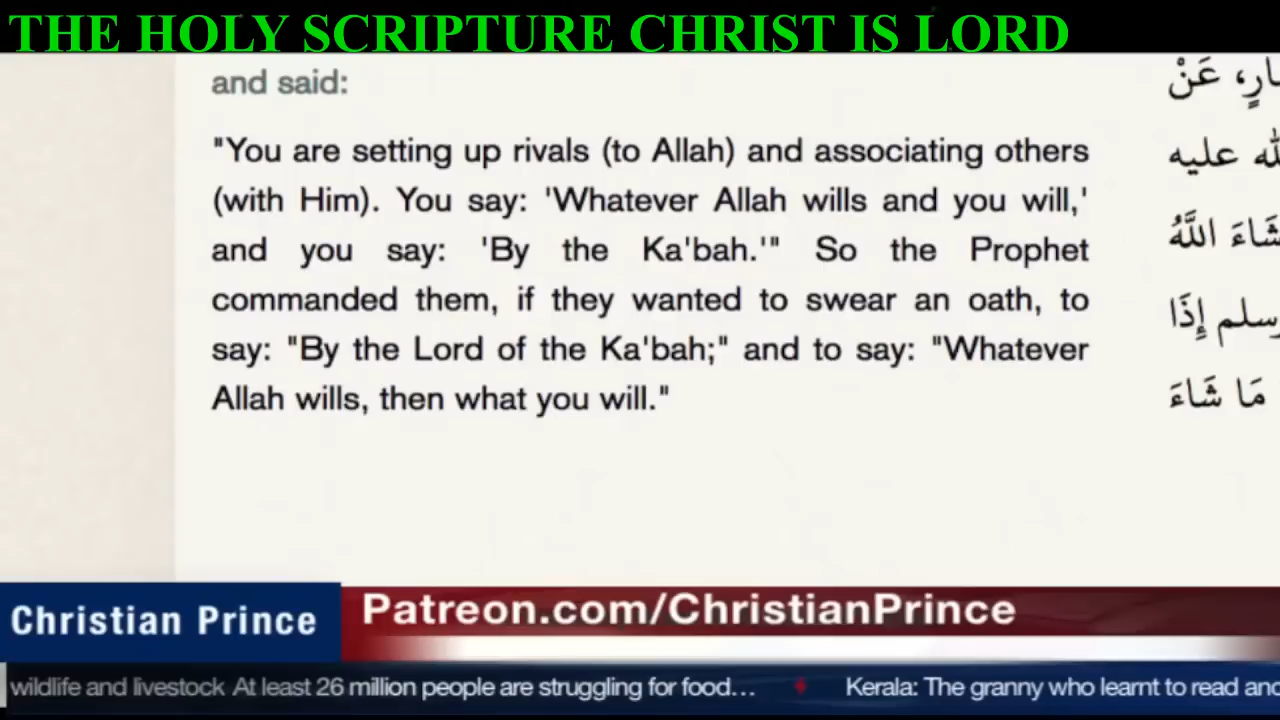 THE HOLY SCRIPTURE CHRIST IS LORD
and said:
"You are setting up rivals (to Allah) and associating others
(with Him). You say: 'Whatever Allah wills and you will,'
and you say: 'By the Ka'bah.'" So the Prophet
commanded them, if they wanted to swear an oath, to
say: "By the Lord of the Ka'bah;" and to say: "Whatever
Allah wills, then what you will."
عَنْ
عليه
شَاءَ اللَّهُ
وسلم إِذَا
مَا شَاءَ
Christian Prince
Patreon.com/ChristianPrince
wildlife and livestock At least 26 million people are struggling for food...
Kerala: The granny who learnt to read and